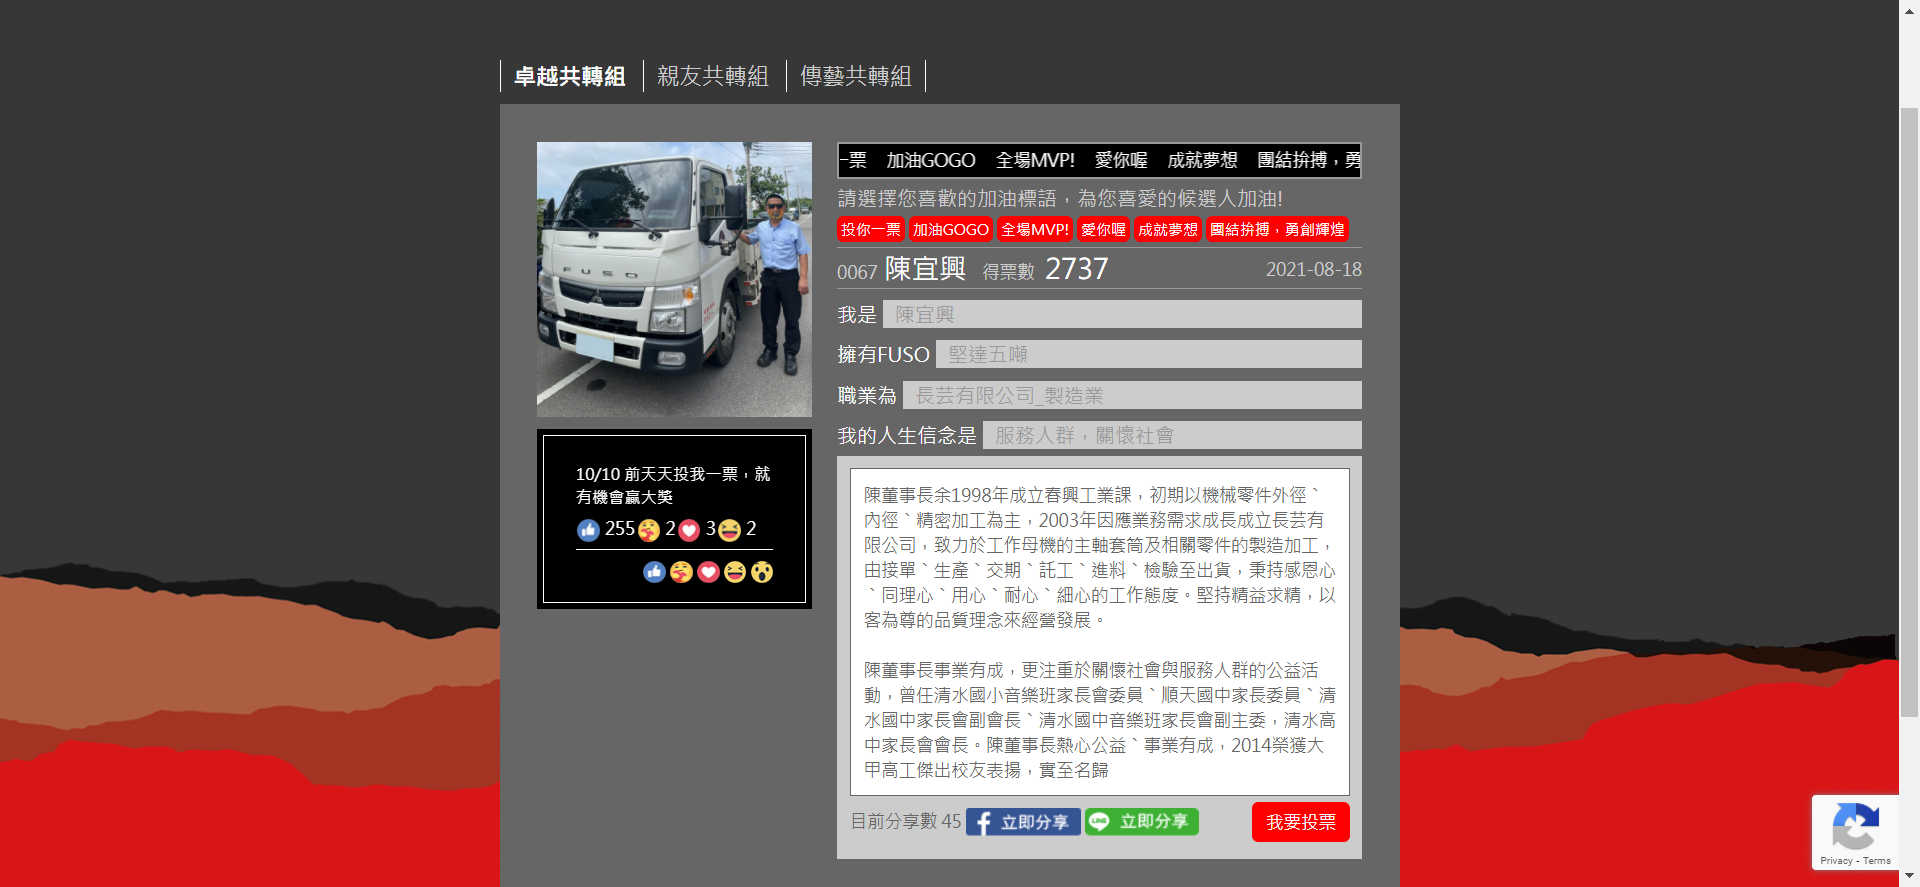 卓越共轉組 親友共轉組 傳藝共轉組
一票 加油GOGO 全場MVP! 愛你喔 成就夢想 團結拚搏，勇
請選擇您喜歡的加油標語，為您喜愛的候選人加油!
投你一票 加油GOGO 全場MVP! 愛你喔 成就夢想 團結拚搏，勇創輝煌
0067 陳宜興 得票數 2737 2021-08-18
我是 陳宜興
擁有FUSO 堅達五噸
職業為 長芸有限公司_製造業
我的人生信念是 服務人群，關懷社會
FUSO
10/10 前天天投我一票，就
有機會贏大獎
255 2 3 2
陳董事長余1998年成立春興工業課，初期以機械零件外徑、
內徑、精密加工為主，2003年因應業務需求成長成立長芸有
限公司，致力於工作母機的主軸套筒及相關零件的製造加工，
由接單、生產、交期、託工、進料、檢驗至出貨，秉持感恩心
、同理心、用心、耐心、細心的工作態度。堅持精益求精，以
客為尊的品質理念來經營發展。
陳董事長事業有成，更注重於關懷社會與服務人群的公益活
動，曾任清水國小音樂班家長會委員、順天國中家長委員、清
水國中家長會副會長、清水國中音樂班家長會副主委，清水高
中家長會會長。陳董事長熱心公益、事業有成，2014榮獲大
甲高工傑出校友表揚，實至名歸
目前分享數 45 立即分享 LINE 立即分享 我要投票
Privacy - Terms